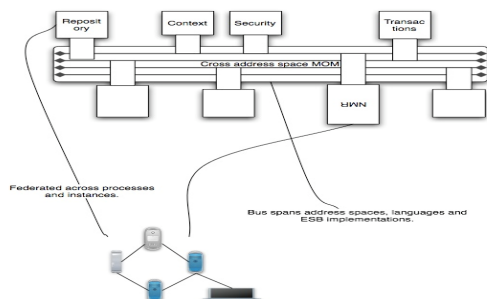 Reposit
ory
Context
Security
Transac
tions
Cross address space MOM
NMR
Federated across processes
and instances.
Bus spans address spaces, languages and
ESB implementations.